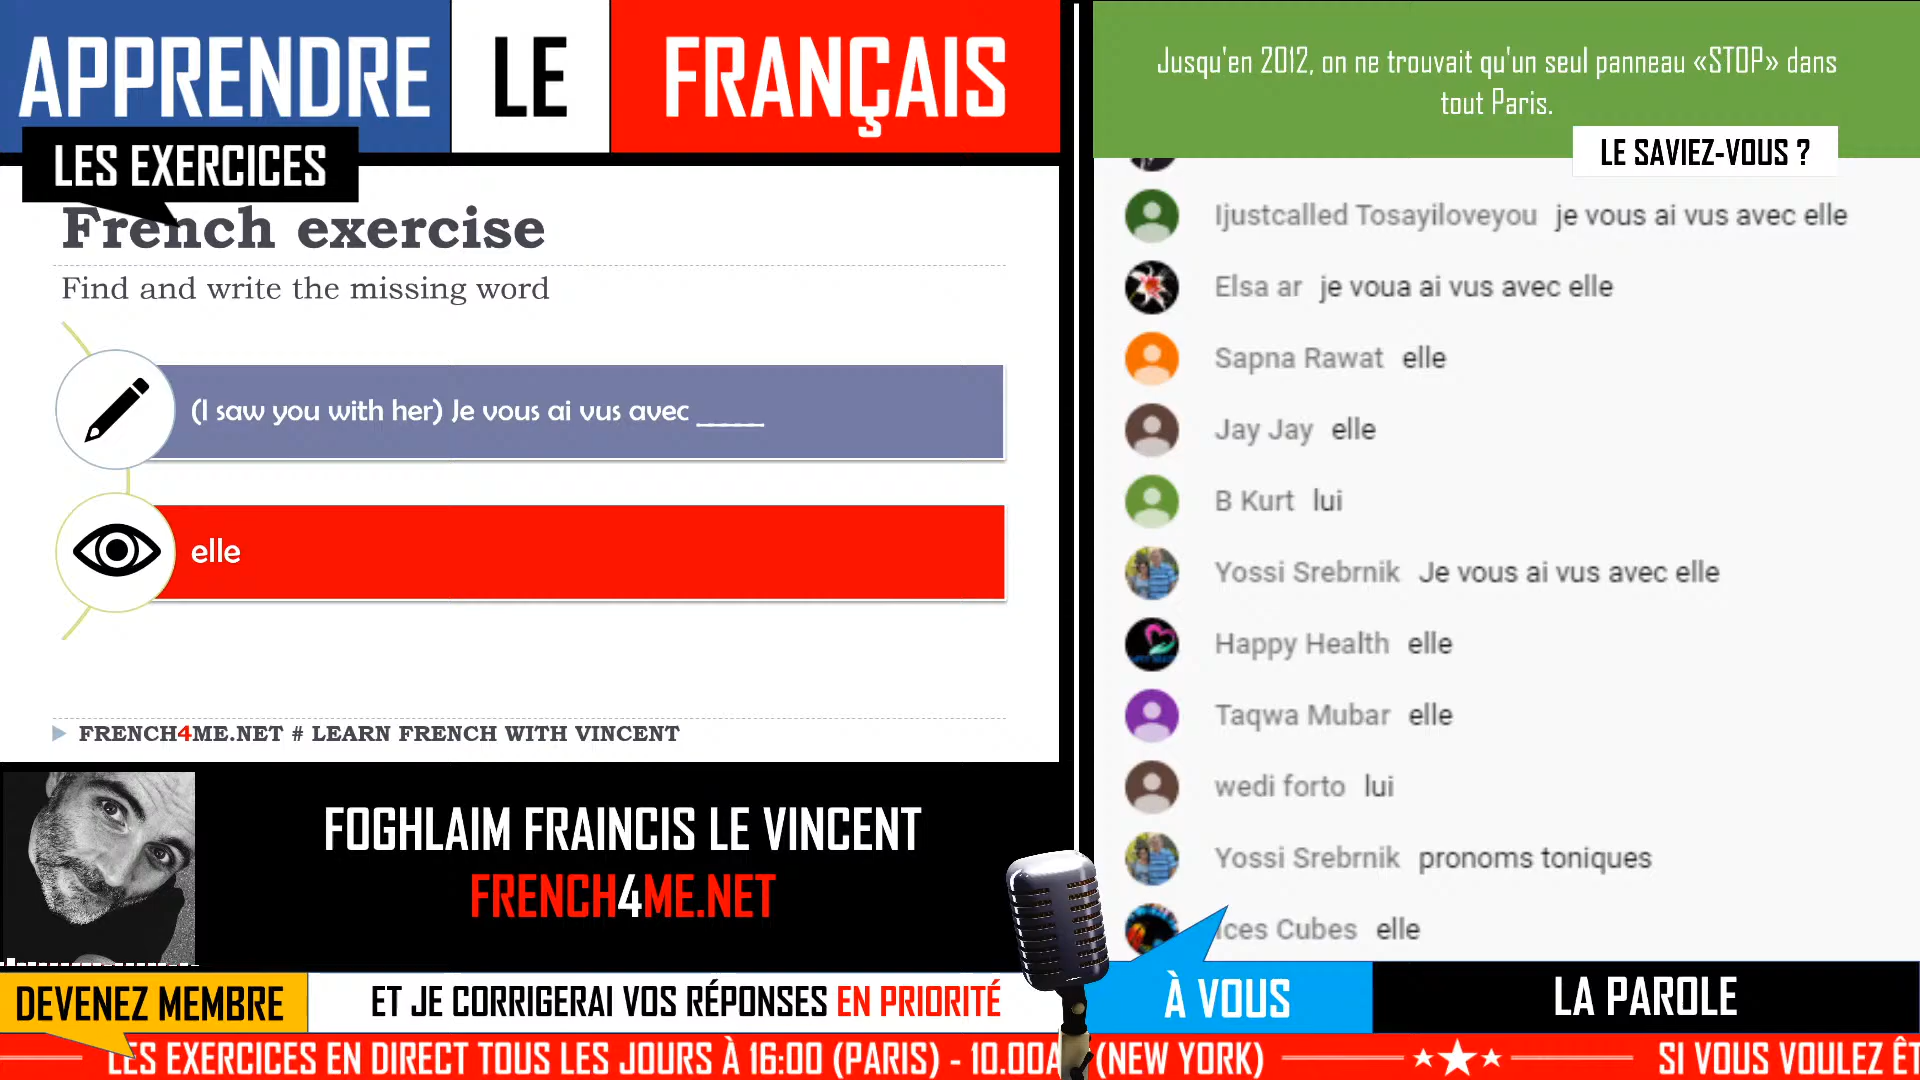 APPRENDRE LE FRANÇAIS
LES EXERCICES
French exercise
Find and write the missing word
(I saw you with her) Je vous ai vus avec _____
elle
FRENCH4ME.NET # LEARN FRENCH WITH VINCENT
FOGHLAIM FRAINCIS LE VINCENT
FRENCH4ME.NET
DEVENEZ MEMBRE
ET JE CORRIGERAI VOS RÉPONSES EN PRIORITÉ
Jusqu'en 2012, on ne trouvait qu'un seul panneau «STOP» dans
tout Paris.
LE SAVIEZ-VOUS ?
Ijustcalled Tosayiloveyou je vous ai vus avec elle
Elsa ar je voua ai vus avec elle
Sapna Rawat elle
Jay Jay elle
B Kurt lui
Yossi Srebrnik Je vous ai vus avec elle
Happy Health elle
Taqwa Mubar elle
wedi forto lui
Yossi Srebrnik pronoms toniques
Ices Cubes elle
À VOUS LA PAROLE
LES EXERCICES EN DIRECT TOUS LES JOURS À 16:00 (PARIS) - 10.00A (NEW YORK) SI VOUS VOULEZ ÊT